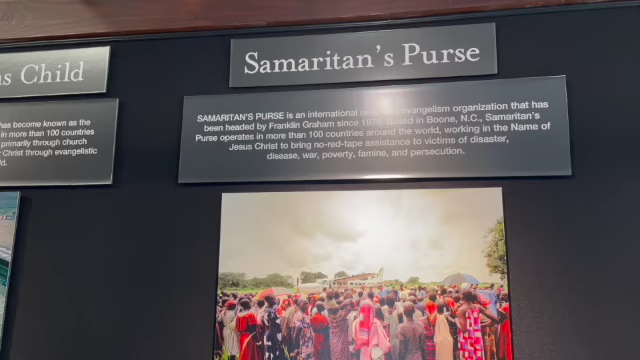 s Child
has become known as the
in more than 100 countries
primarily through church
Christ through evangelistic
d.
Samaritan's Purse
SAMARITAN'S PURSE is an international evangelism organization that has
been headed by Franklin Graham since 1979. Based in Boone, N.C., Samaritan's
Purse operates in more than 100 countries around the world, working in the Name of
Jesus Christ to bring no-red-tape assistance to victims of disaster,
disease, war, poverty, famine, and persecution.